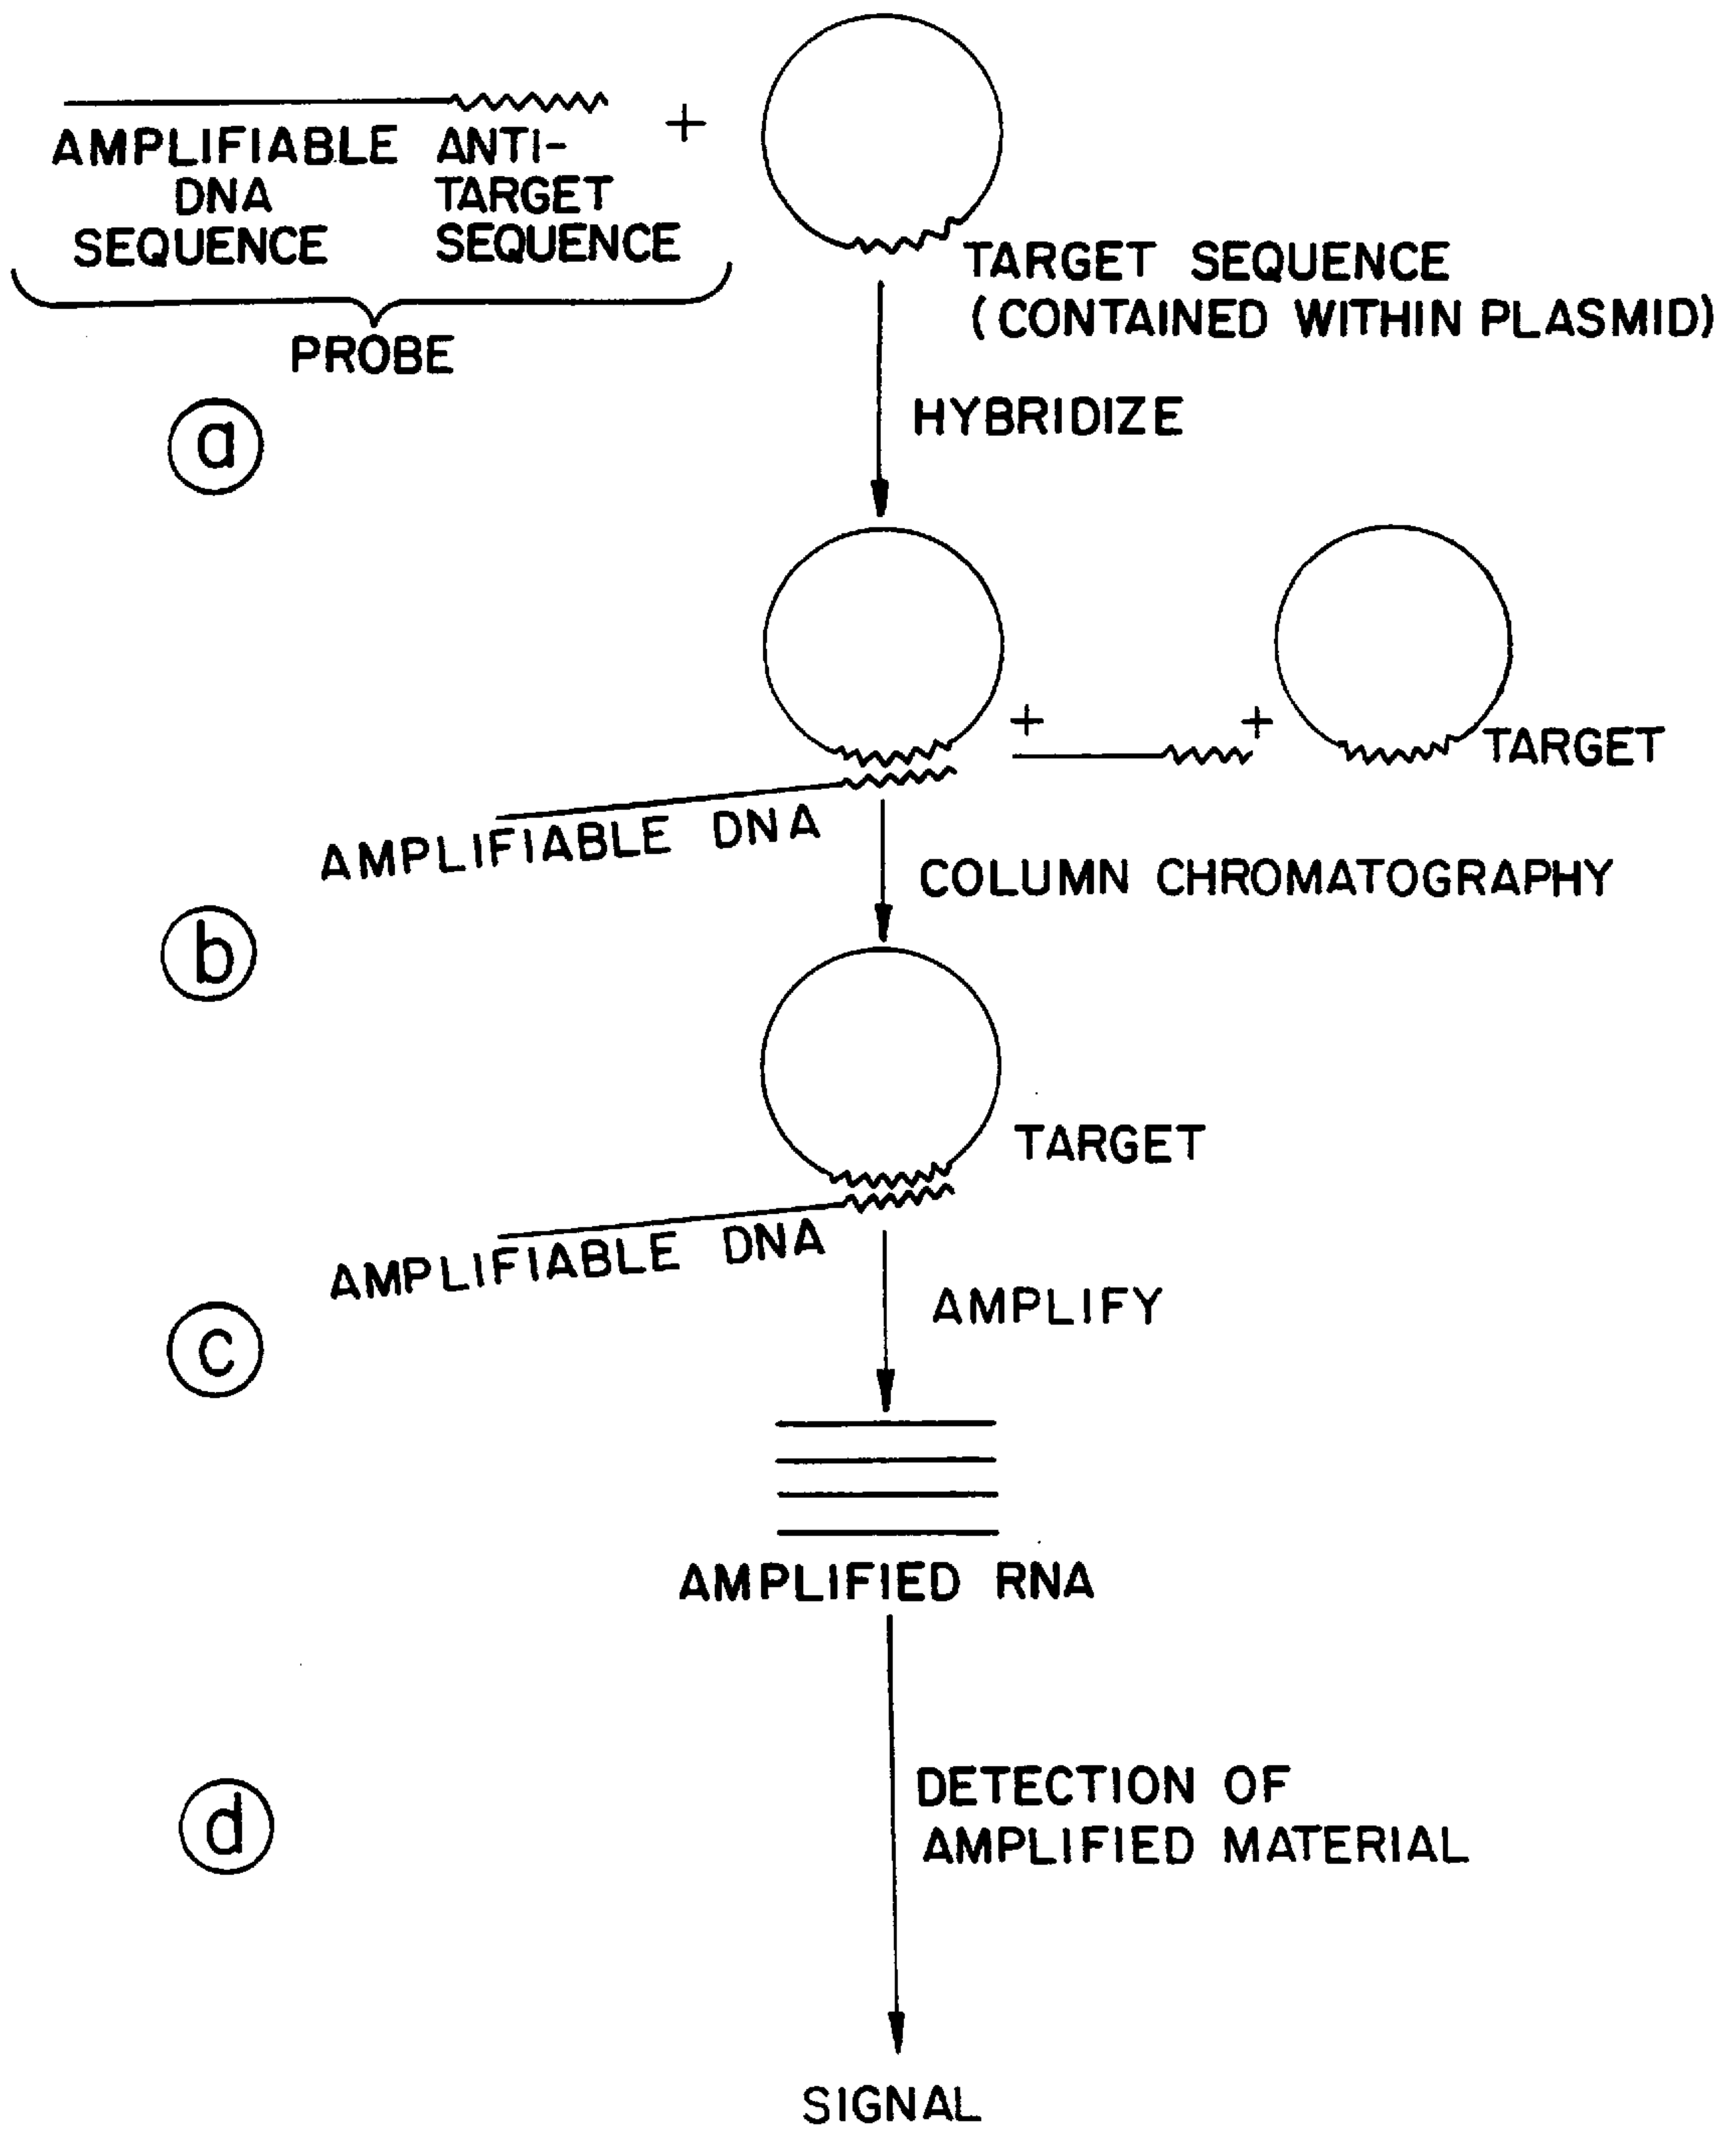 AMPLIFIABLE ANTI-
DNA TARGET
SEQUENCE SEQUENCE
PROBE
+
TARGET SEQUENCE
(CONTAINED WITHIN PLASMID)
a
HYBRIDIZE
+ +
TARGET
AMPLIFIABLE DNA
COLUMN CHROMATOGRAPHY
b
TARGET
AMPLIFIABLE DNA
AMPLIFY
c
AMPLIFIED RNA
DETECTION OF
AMPLIFIED MATERIAL
d
SIGNAL